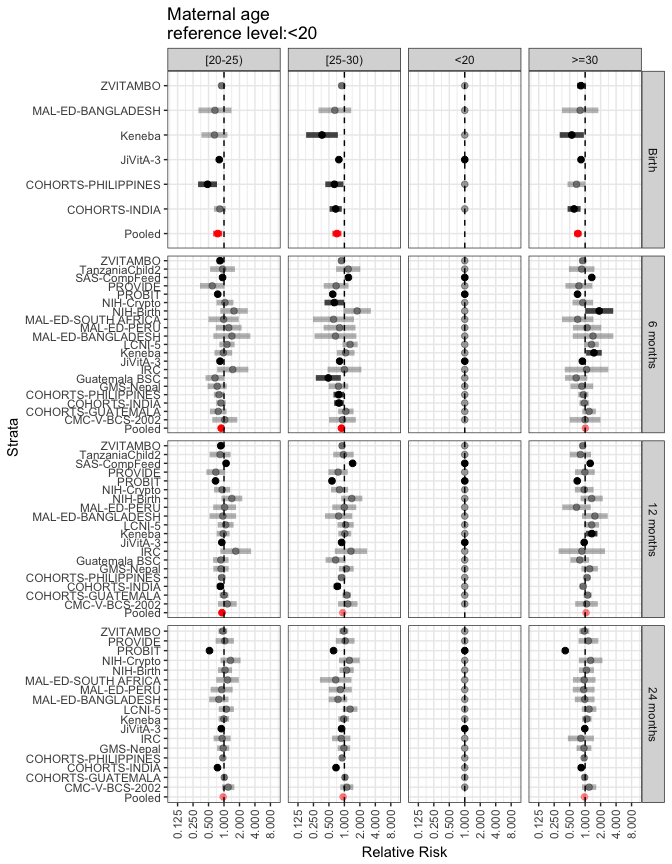 Maternal age
reference level:<20
[20-25)
[25-30)
<20
>=30
Strata
ZVITAMBO
MAL-ED-BANGLADESH
Keneba
JiVitA-3
COHORTS-PHILIPPINES
COHORTS-INDIA
Pooled
Birth
ZVITAMBO
TanzaniaChild2
SAS-CompFeed
PROVIDE
PROBIT
NIH-Crypto
NIH-Birth
MAL-ED-SOUTH AFRICA
MAL-ED-PERU
MAL-ED-BANGLADESH
LCNI-5
Keneba
JiVitA-3
IRC
Guatemala BSC
GMS-Nepal
COHORTS-PHILIPPINES
COHORTS-INDIA
COHORTS-GUATEMALA
CMC-V-BCS-2002
Pooled
6 months
ZVITAMBO
TanzaniaChild2
SAS-CompFeed
PROVIDE
PROBIT
NIH-Crypto
NIH-Birth
MAL-ED-PERU
MAL-ED-BANGLADESH
LCNI-5
Keneba
JiVitA-3
IRC
Guatemala BSC
GMS-Nepal
COHORTS-PHILIPPINES
COHORTS-INDIA
COHORTS-GUATEMALA
CMC-V-BCS-2002
Pooled
12 months
ZVITAMBO
PROVIDE
PROBIT
NIH-Crypto
NIH-Birth
MAL-ED-SOUTH AFRICA
MAL-ED-PERU
MAL-ED-BANGLADESH
LCNI-5
Keneba
JiVitA-3
IRC
GMS-Nepal
COHORTS-PHILIPPINES
COHORTS-INDIA
COHORTS-GUATEMALA
CMC-V-BCS-2002
Pooled
24 months
0.125 0.250 0.500 1.000 2.000 4.000 8.000
0.125 0.250 0.500 1.000 2.000 4.000 8.000
0.125 0.250 0.500 1.000 2.000 4.000 8.000
0.125 0.250 0.500 1.000 2.000 4.000 8.000
Relative Risk